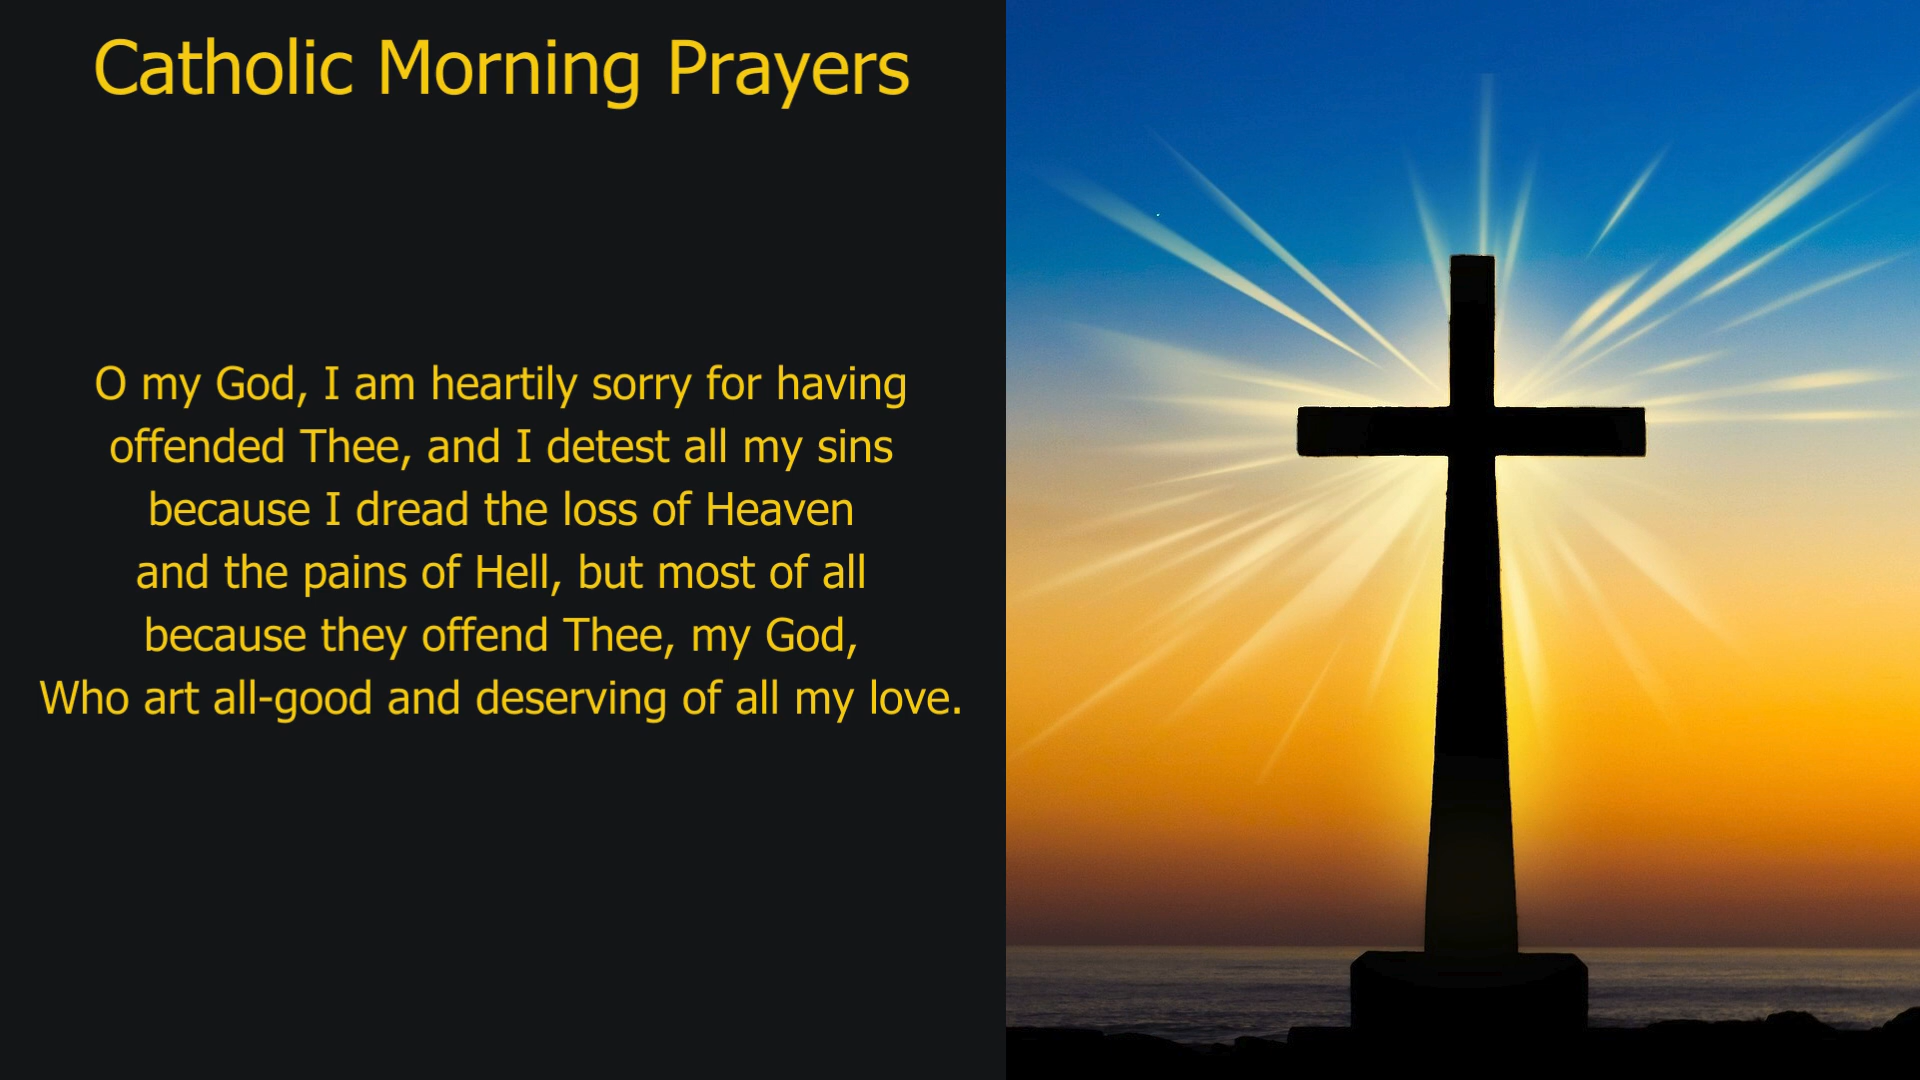 Catholic Morning Prayers
O my God, I am heartily sorry for having
offended Thee, and I detest all my sins
because I dread the loss of Heaven
and the pains of Hell, but most of all
because they offend Thee, my God,
Who art all-good and deserving of all my love.